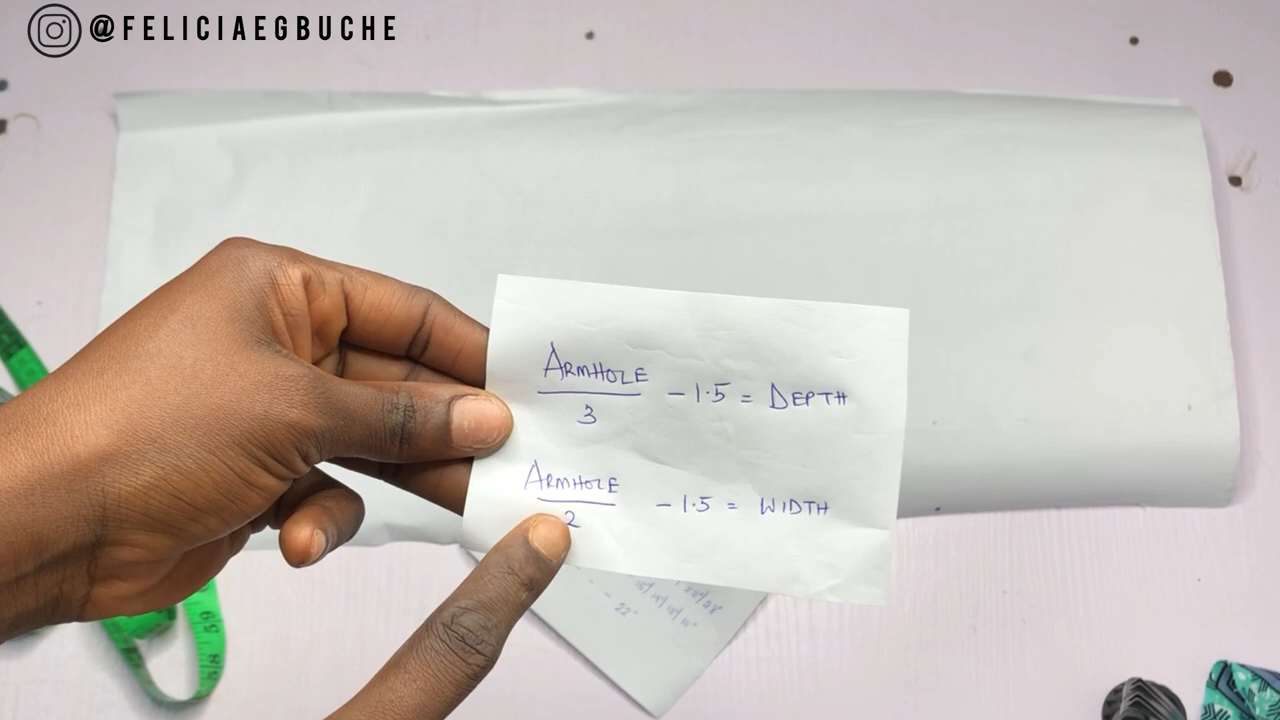 @FELICIAEGBUCHE
ARMHOLE
3
- 1.5 = DEPTH
ARMHOLE
2
- 1.5 = WIDTH
22"